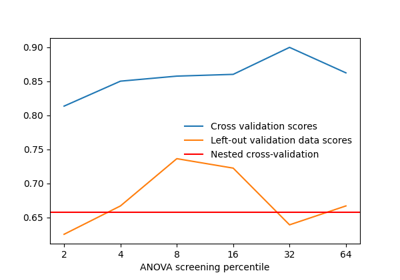 0.90
0.85
0.80
0.75
0.70
0.65
Cross validation scores
Left-out validation data scores
Nested cross-validation
2 4 8 16 32 64
ANOVA screening percentile